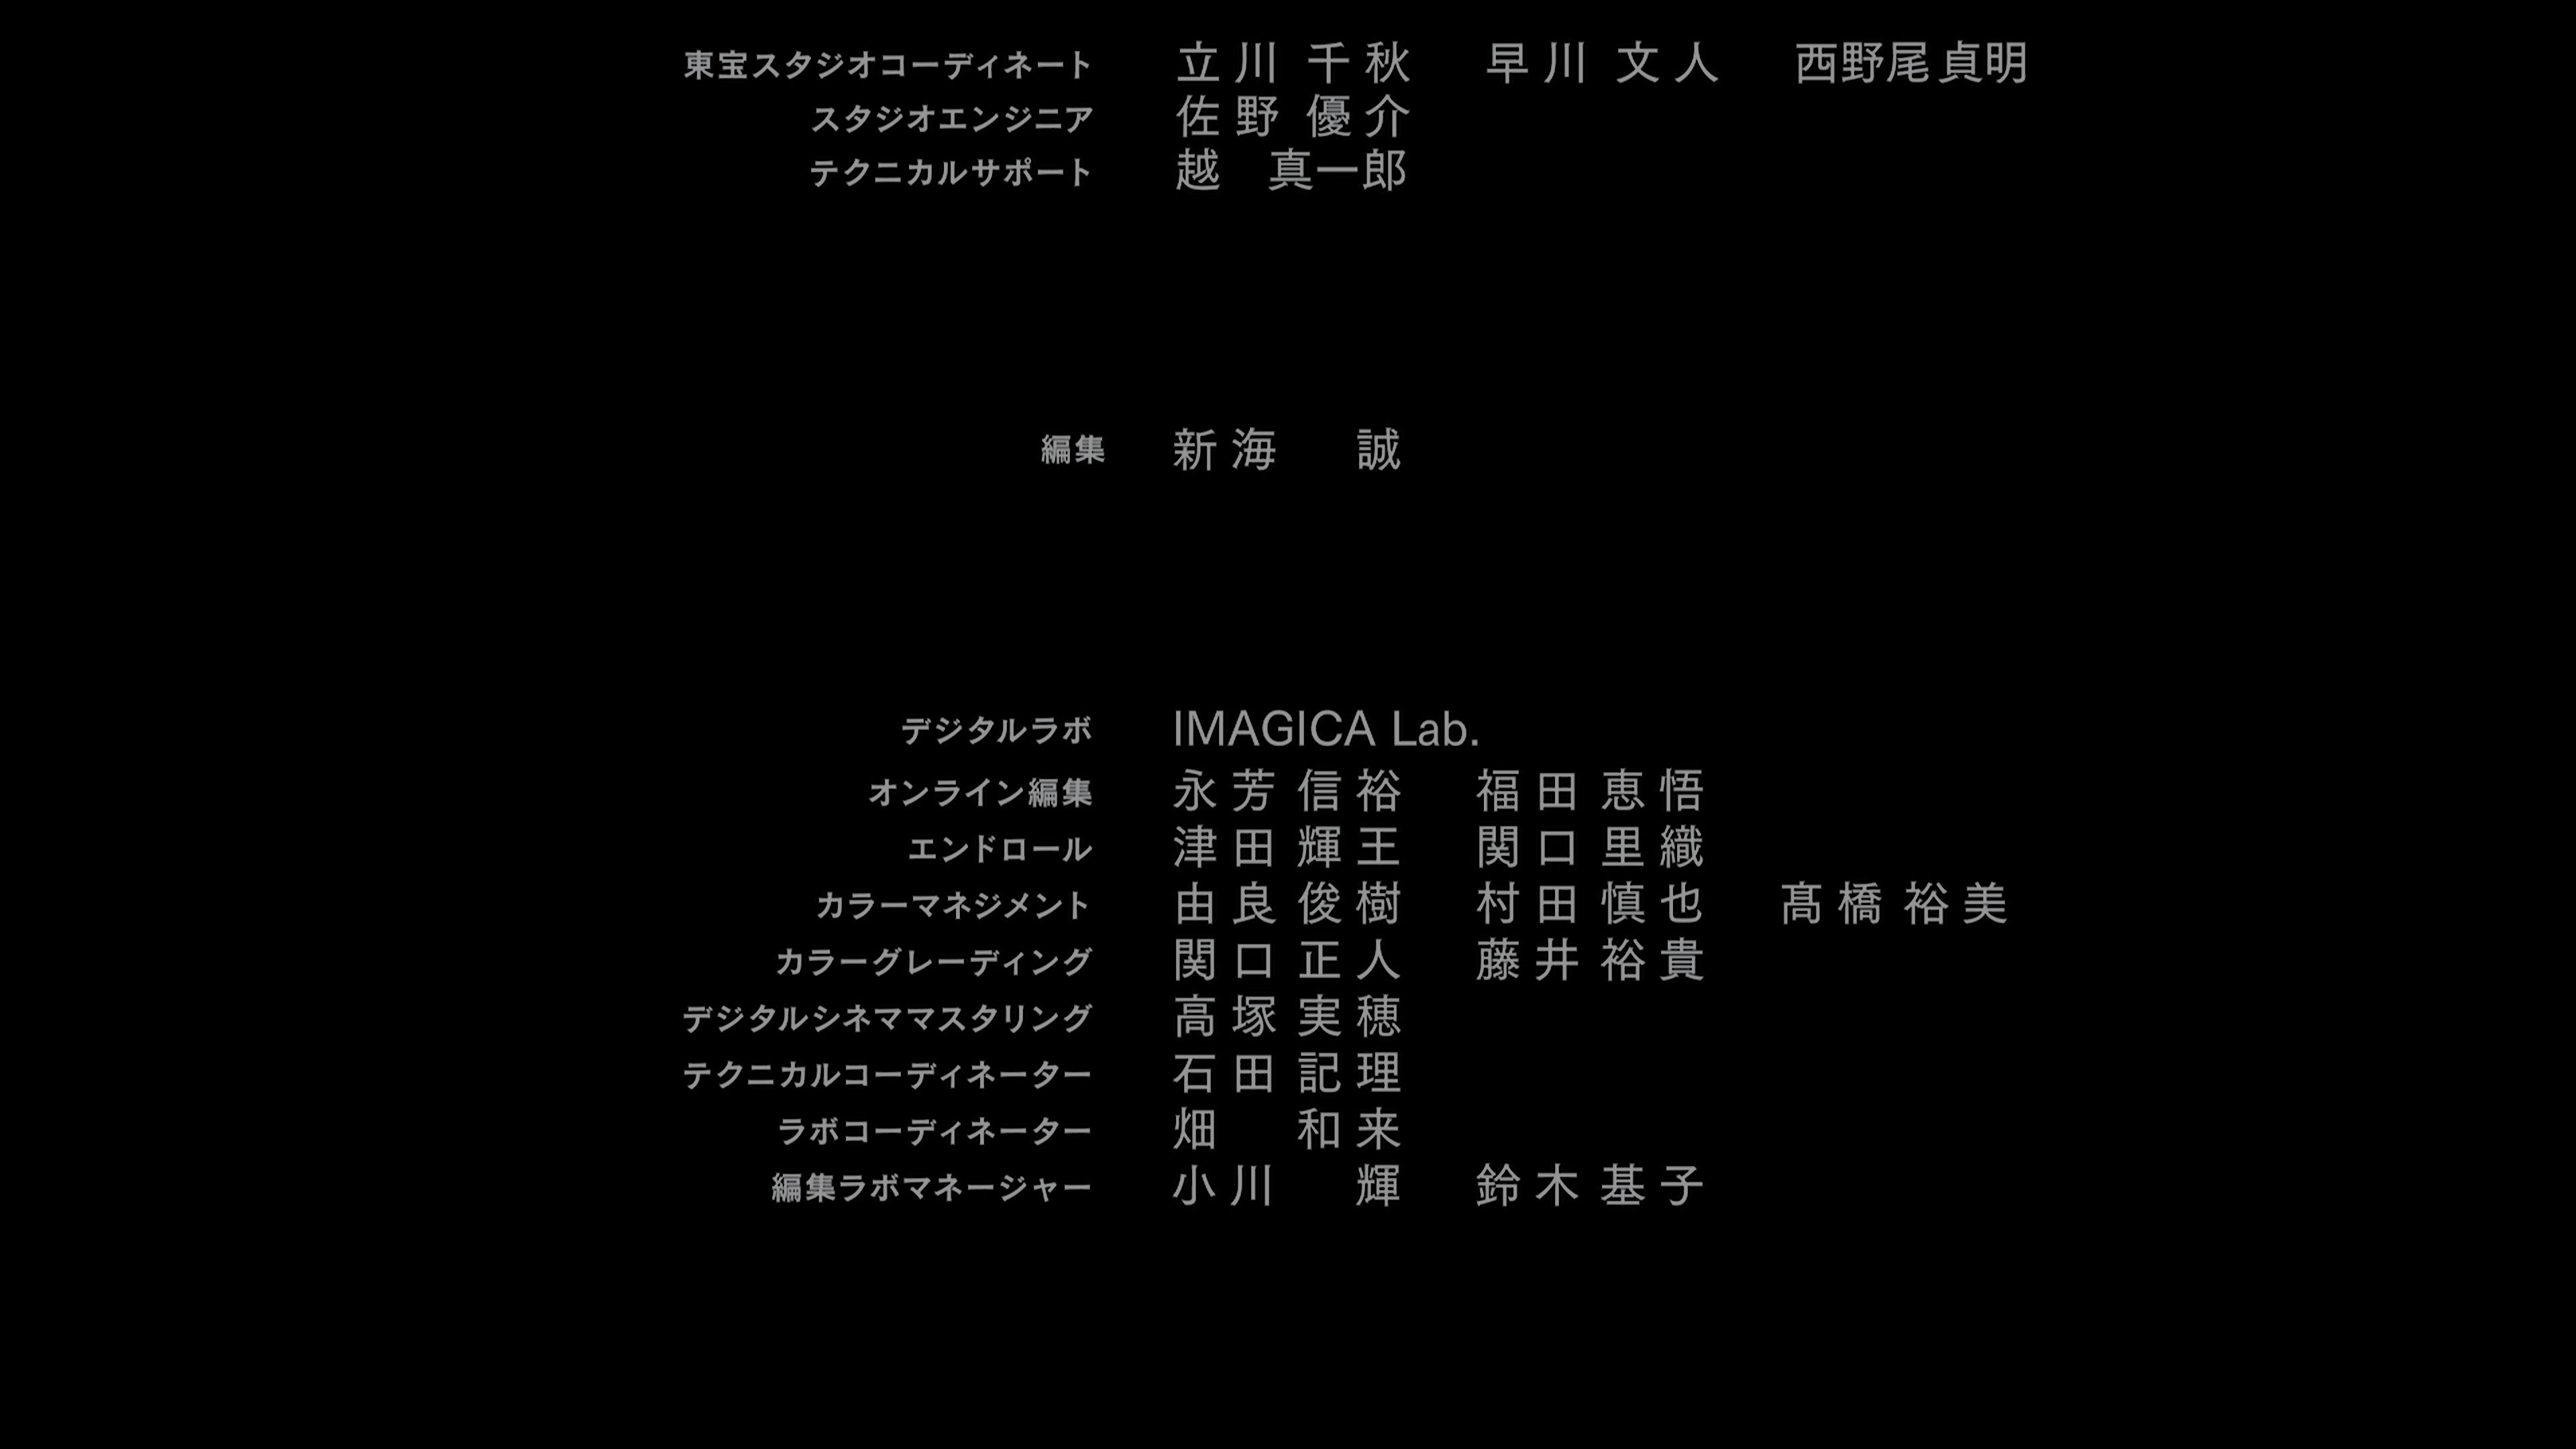 東宝スタジオコーディネート 立川 千秋 早川 文人 西野尾 貞明
スタジオエンジニア 佐野 優介
テクニカルサポート 越 真一郎
編集 新海 誠
デジタルラボ IMAGICA Lab.
オンライン編集 永芳 信裕 福田 恵悟
エンドロール 津田 輝王 関口 里織
カラーマネジメント 由良 俊樹 村田 慎也 髙橋 裕美
カラーグレーディング 関口 正人 藤井 裕貴
デジタルシネママスタリング 高塚 実穂
テクニカルコーディネーター 石田 記理
ラボコーディネーター 畑 和来
編集ラボマネージャー 小川 輝 鈴木 基子